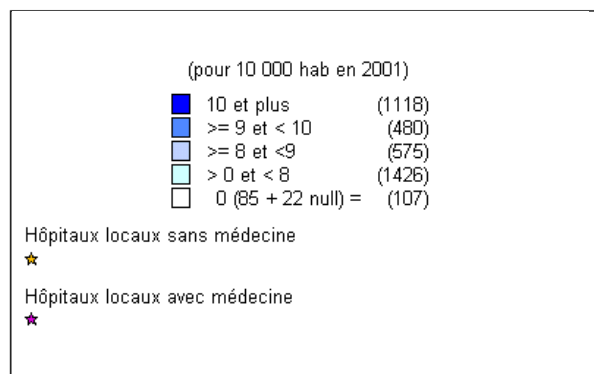 (pour 10 000 hab en 2001)
10 et plus (1118)
>= 9 et < 10 (480)
>= 8 et <9 (575)
> 0 et < 8 (1426)
0 (85 + 22 null) = (107)
Hôpitaux locaux sans médecine
Hôpitaux locaux avec médecine